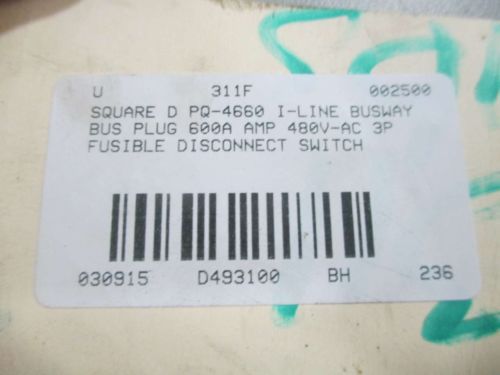 U 311F 002500
SQUARE D PQ-4660 I-LINE BUSWAY
BUS PLUG 600A AMP 480V-AC 3P
FUSIBLE DISCONNECT SWITCH
030915 D493100 BH 236